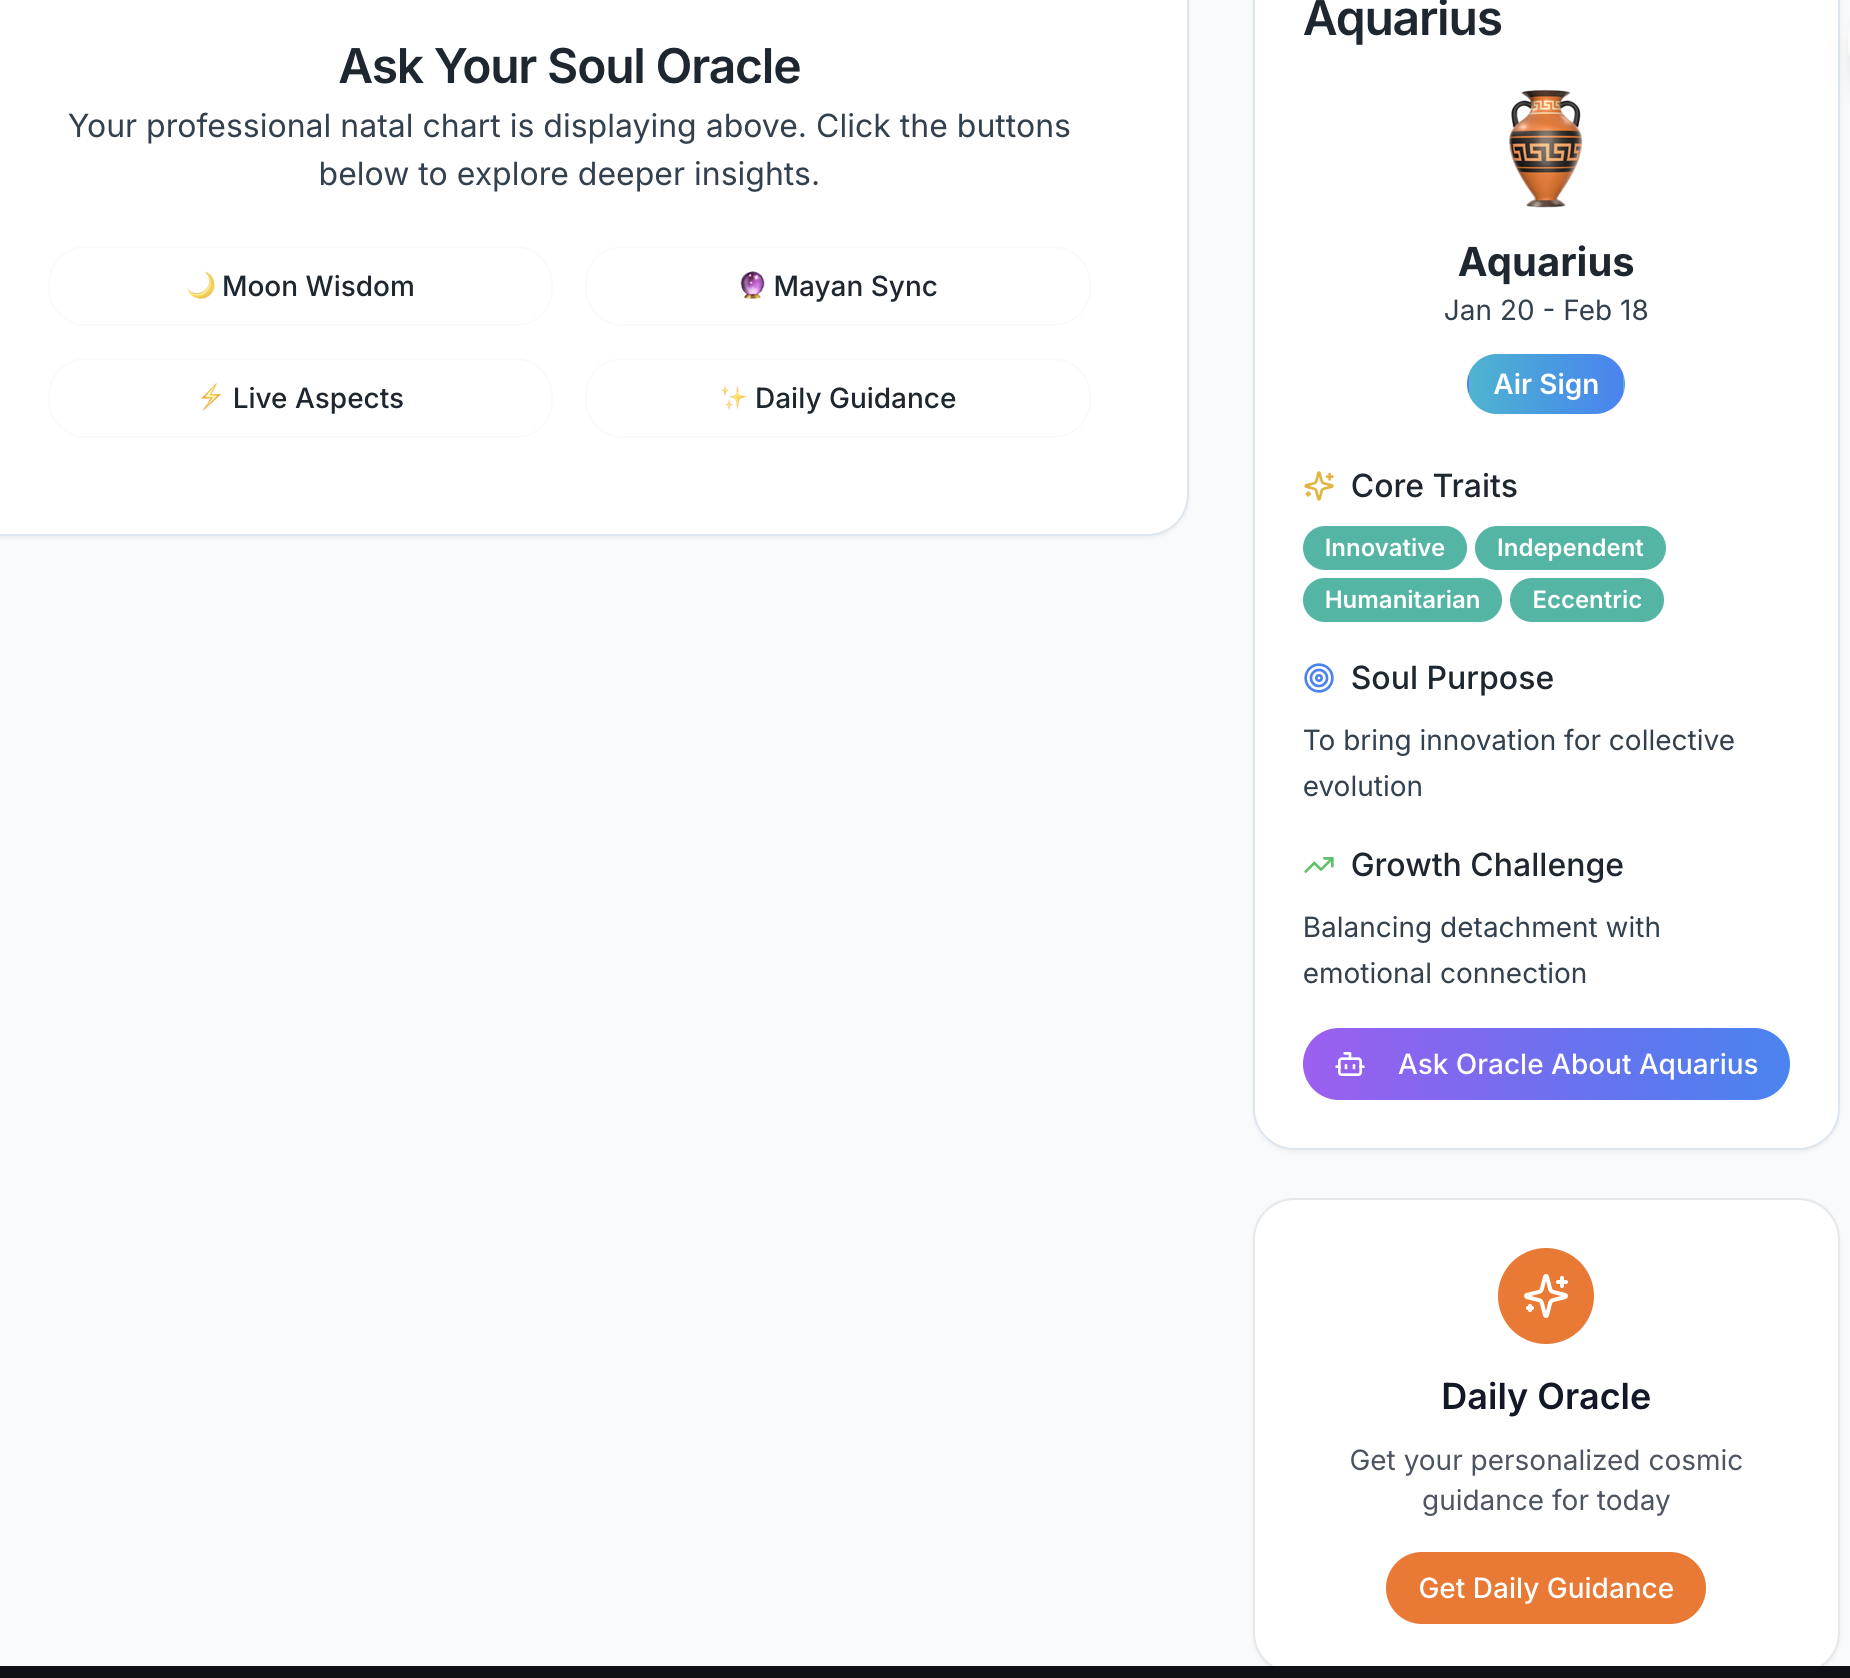 Ask Your Soul Oracle
Your professional natal chart is displaying above. Click the buttons
below to explore deeper insights.
🌙 Moon Wisdom
🔮 Mayan Sync
⚡ Live Aspects
✨ Daily Guidance
Aquarius
Aquarius
Jan 20 - Feb 18
Air Sign
Core Traits
Innovative
Independent
Humanitarian
Eccentric
Soul Purpose
To bring innovation for collective
evolution
Growth Challenge
Balancing detachment with
emotional connection
Ask Oracle About Aquarius
Daily Oracle
Get your personalized cosmic
guidance for today
Get Daily Guidance